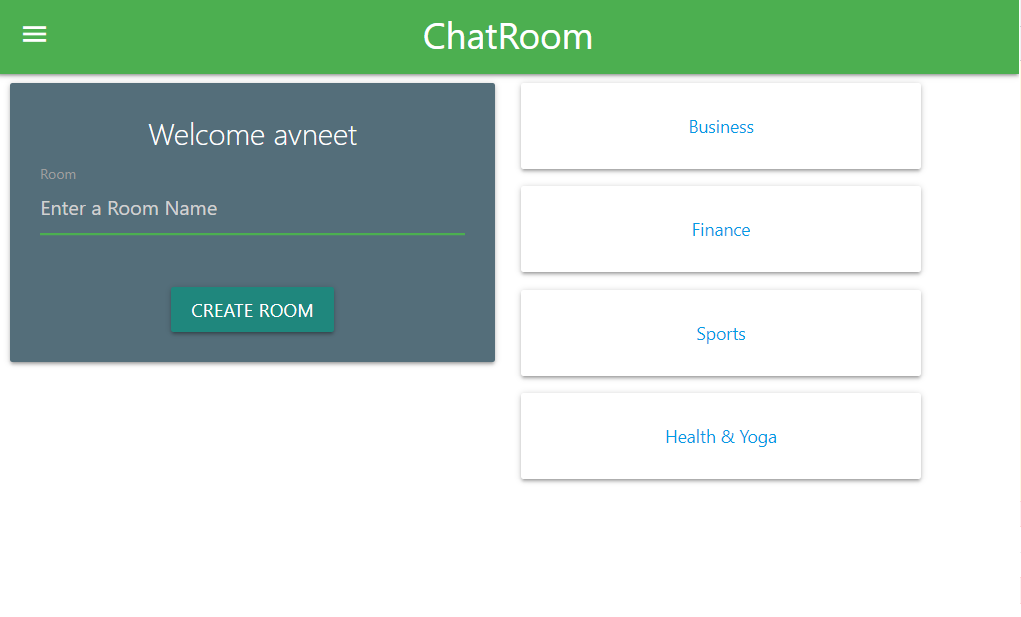 ChatRoom
Welcome avneet
Room
Enter a Room Name
CREATE ROOM
Business
Finance
Sports
Health & Yoga